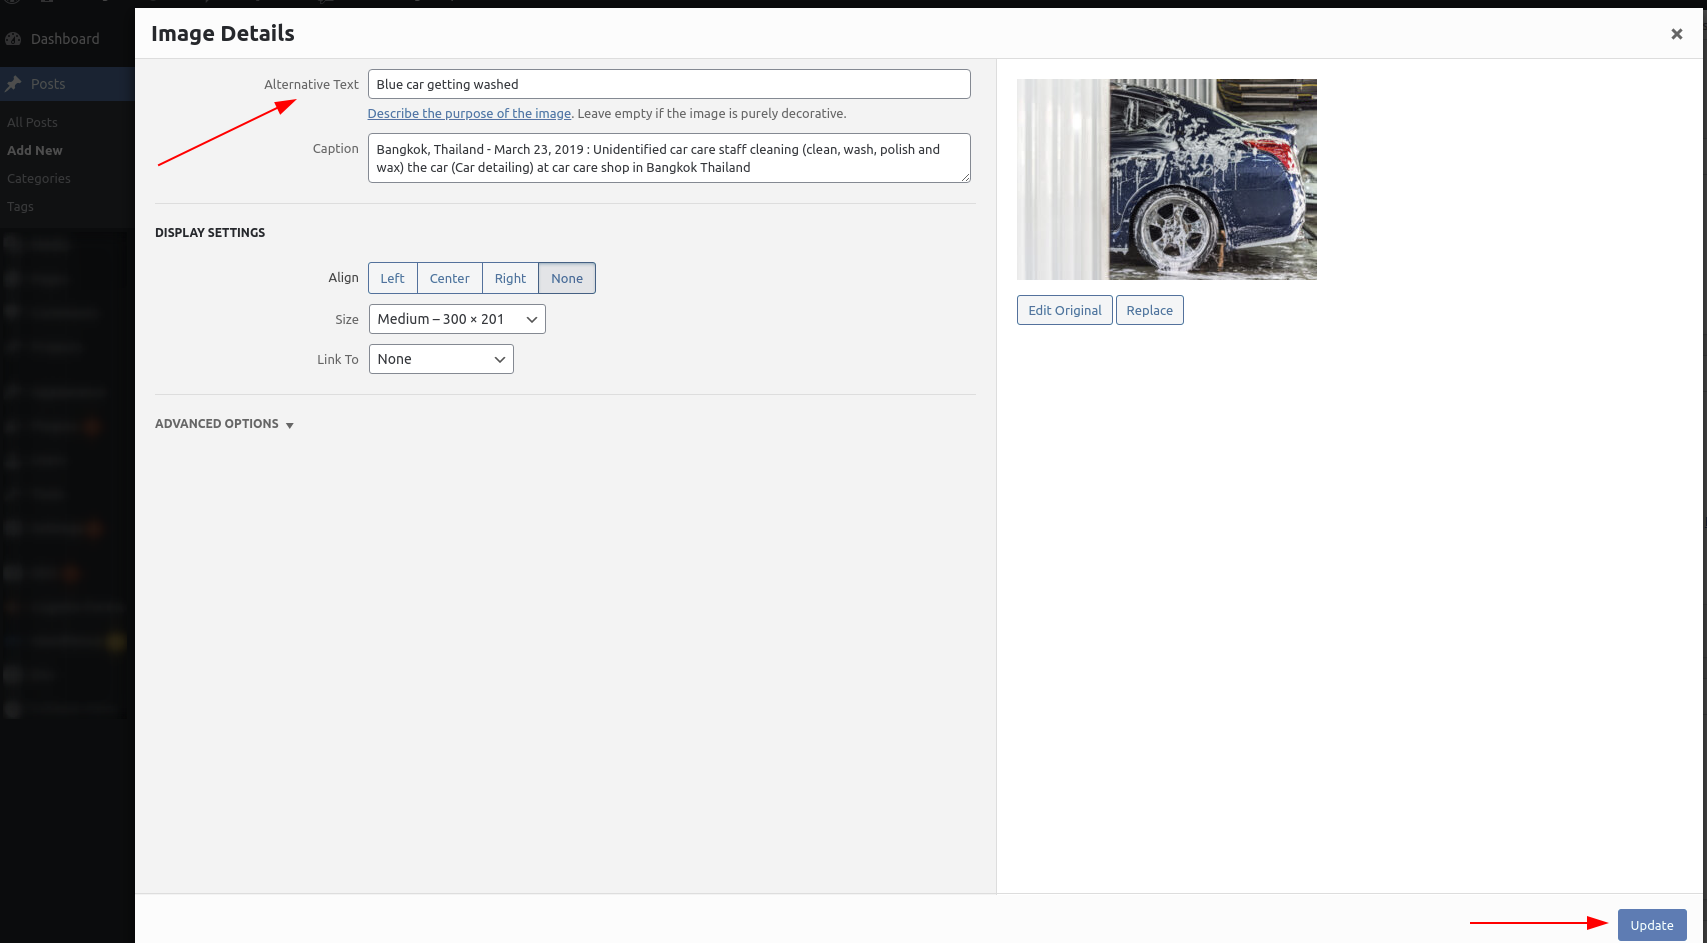 Image Details
Dashboard
Posts
All Posts
Add New
Categories
Tags
Alternative Text
Blue car getting washed
Describe the purpose of the image. Leave empty if the image is purely decorative.
Caption
Bangkok, Thailand - March 23, 2019 : Unidentified car care staff cleaning (clean, wash, polish and
wax) the car (Car detailing) at car care shop in Bangkok Thailand
DISPLAY SETTINGS
Align Left Center Right None
Size Medium – 300 × 201
Link To None
ADVANCED OPTIONS
Edit Original Replace
Update